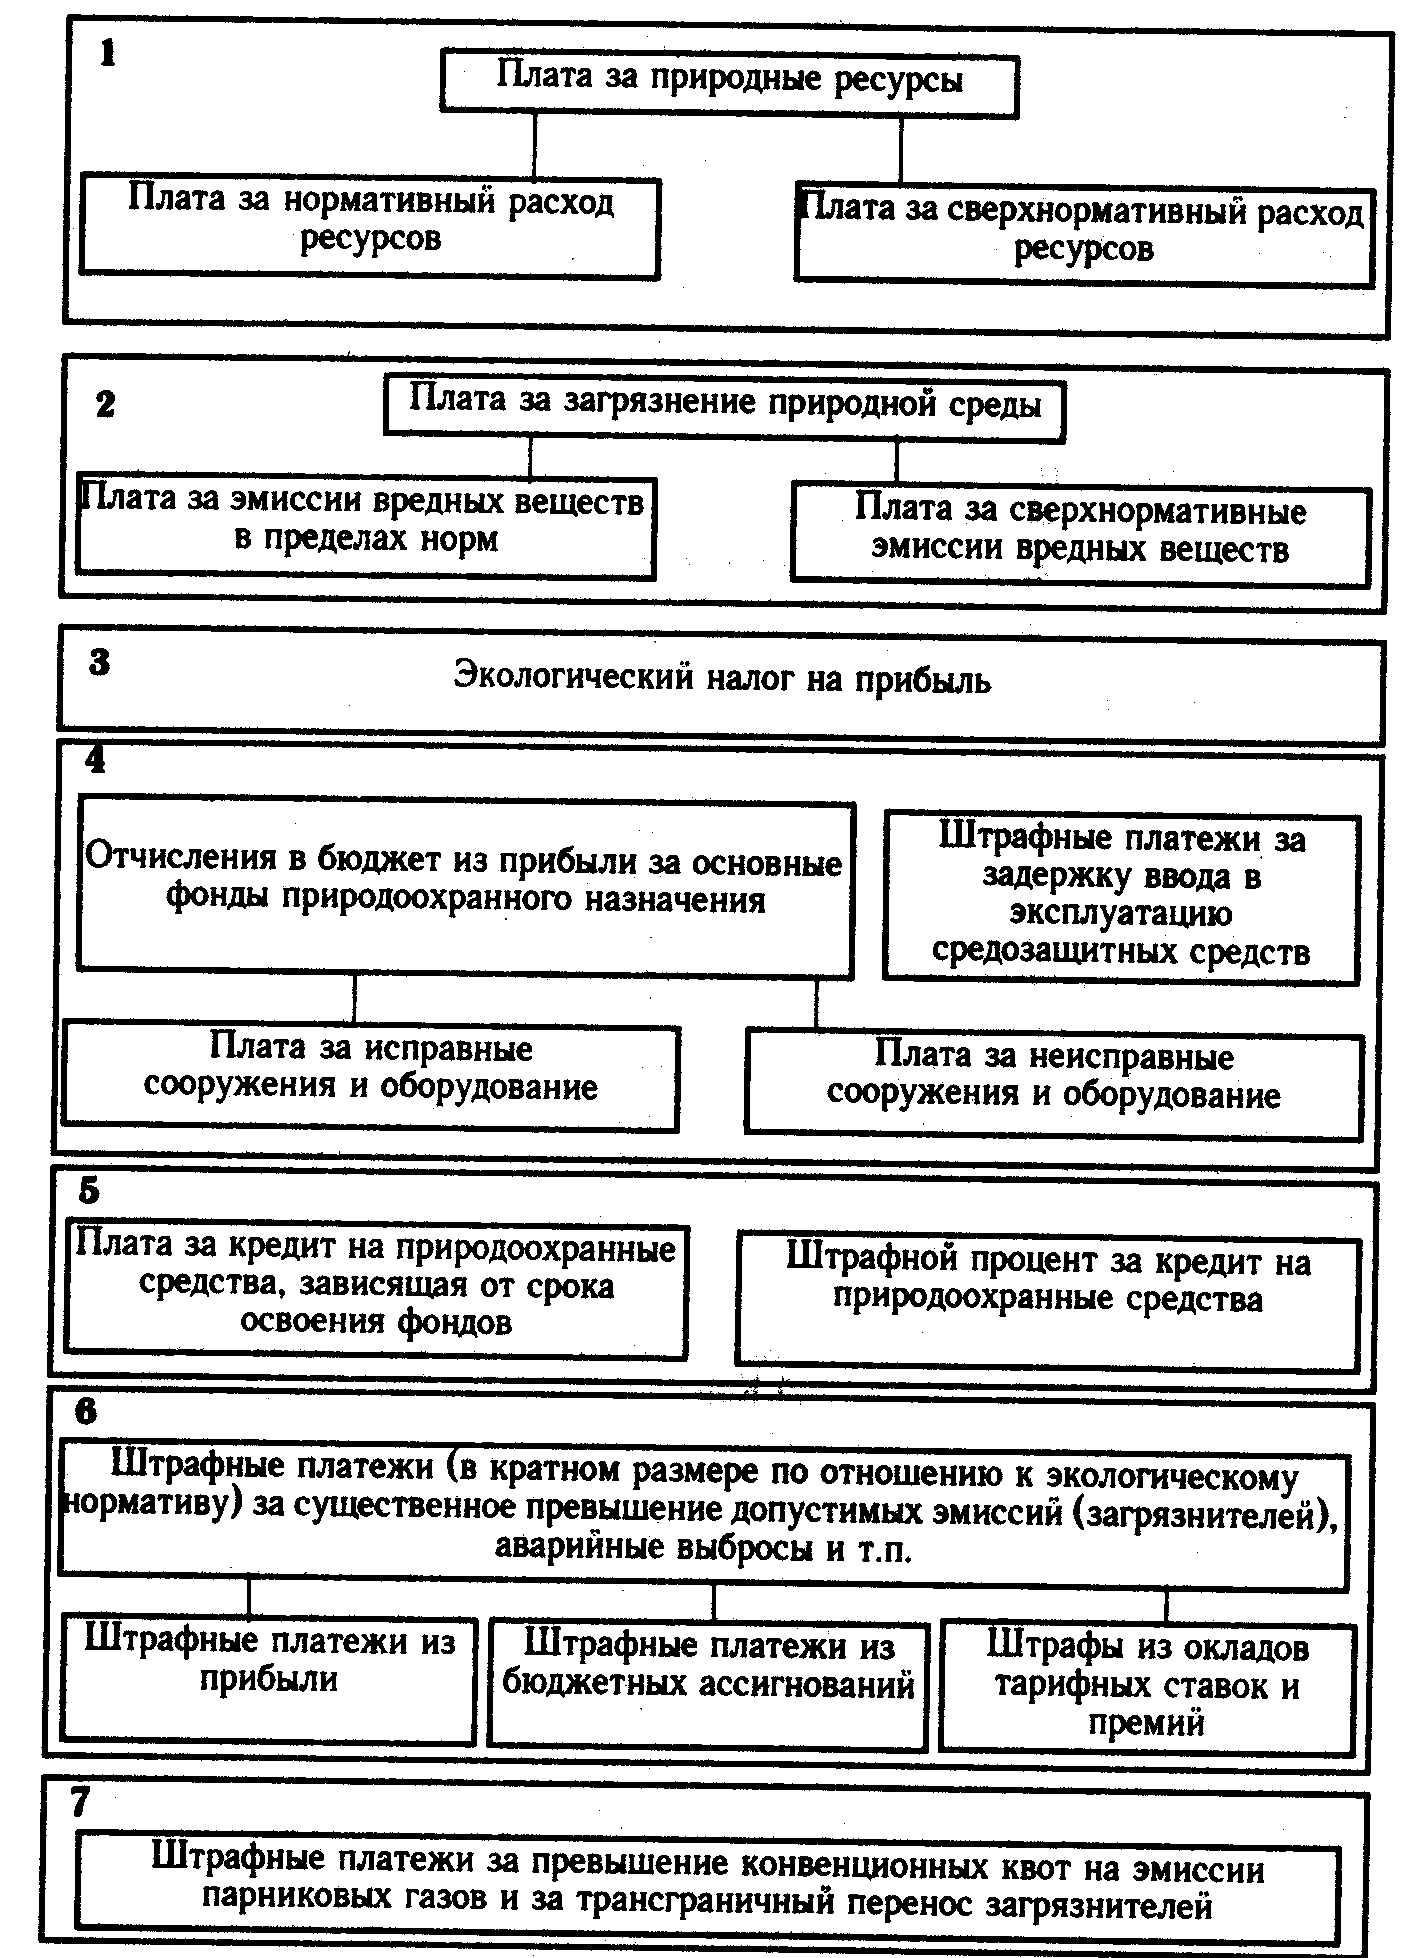 1
Плата за природные ресурсы
Плата за нормативный расход
ресурсов
Плата за сверхнормативный расход
ресурсов
2
Плата за загрязнение природной среды
Плата за эмиссии вредных веществ
в пределах норм
Плата за сверхнормативные
эмиссии вредных веществ
3
Экологический налог на прибыль
4
Отчисления в бюджет из прибыли за основные
фонды природоохранного назначения
Штрафные платежи за
задержку ввода в
эксплуатацию
средозащитных средств
Плата за исправные
сооружения и оборудование
Плата за неисправные
сооружения и оборудование
5
Плата за кредит на природоохранные
средства, зависящая от срока
освоения фондов
Штрафной процент за кредит на
природоохранные средства
6
Штрафные платежи (в кратном размере по отношению к экологическому
нормативу) за существенное превышение допустимых эмиссий (загрязнителей),
аварийные выбросы и т.п.
Штрафные платежи из
прибыли
Штрафные платежи из
бюджетных ассигнований
Штрафы из окладов
тарифных ставок и
премий
7
Штрафные платежи за превышение конвенционных квот на эмиссии
парниковых газов и за трансграничный перенос загрязнителей